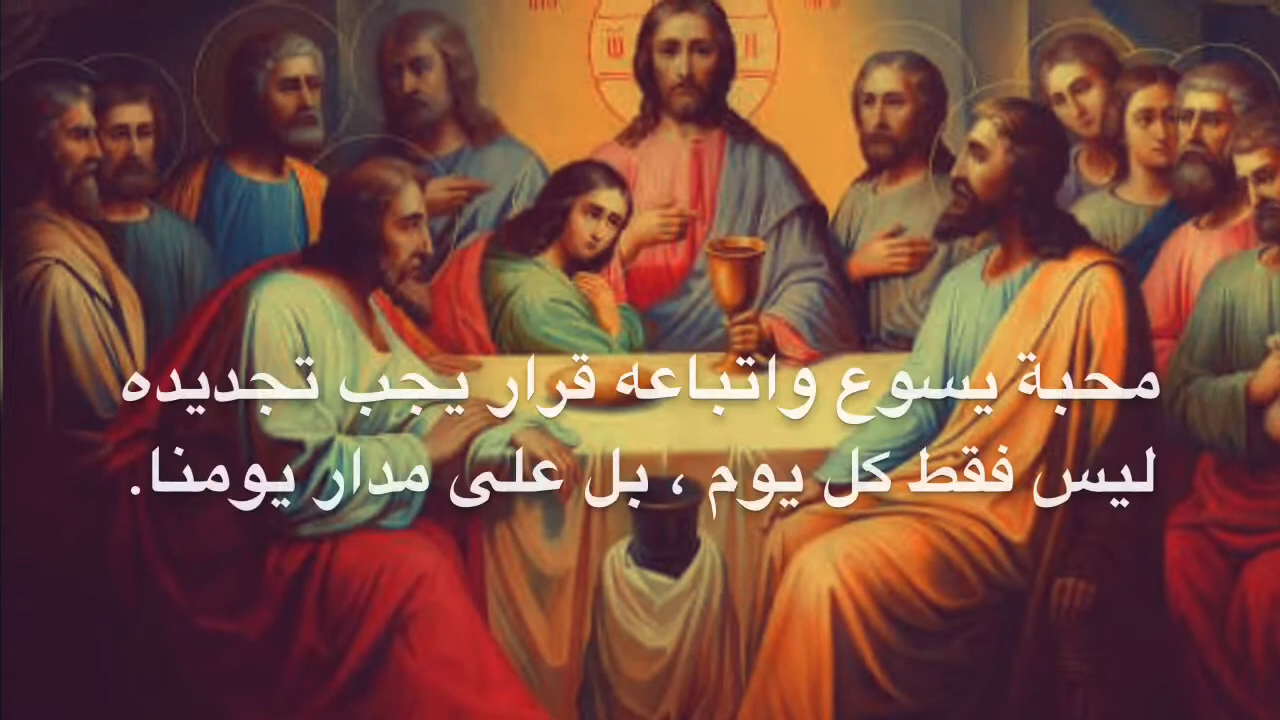 محبة يسوع واتباعه قرار يجب تجديده
ليس فقط كل يوم ، بل على مدار يومنا.